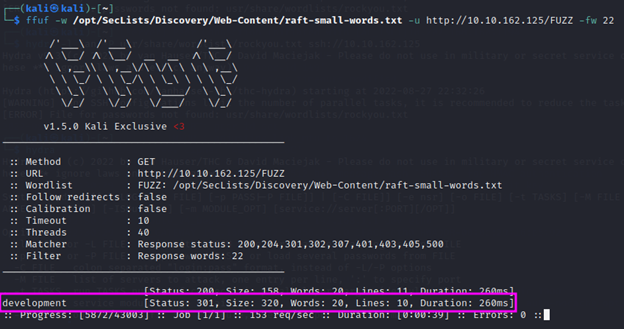 ┌──(kali㉿kali)-[~]
└─$ ffuf -w /opt/SecLists/Discovery/Web-Content/raft-small-words.txt -u http://10.10.162.125/FUZZ -fw 22
v1.5.0 Kali Exclusive <3
:: Method : GET
:: URL : http://10.10.162.125/FUZZ
:: Wordlist : FUZZ: /opt/SecLists/Discovery/Web-Content/raft-small-words.txt
:: Follow redirects : false
:: Calibration : false
:: Timeout : 10
:: Threads : 40
:: Matcher : Response status: 200,204,301,302,307,401,403,405,500
:: Filter : Response words: 22
[Status: 200, Size: 158, Words: 20, Lines: 11, Duration: 260ms]
development [Status: 301, Size: 320, Words: 20, Lines: 10, Duration: 260ms]
:: Progress: [5872/43003] :: Job [1/1] :: 153 req/sec :: Duration: [0:00:39] :: Errors: 0 ::